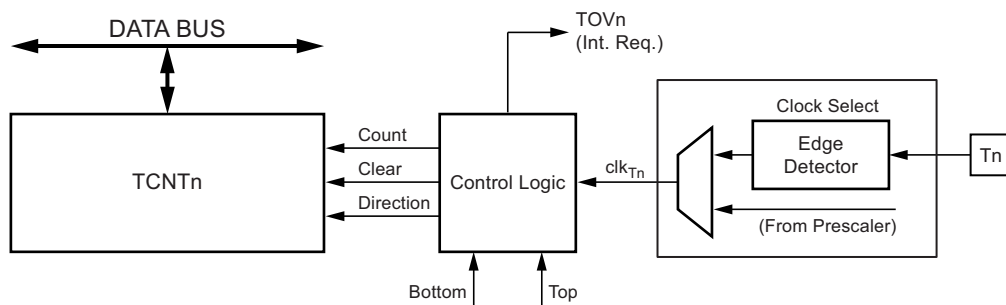 DATA BUS
TOVn
(Int. Req.)
TCNTn
Count
Clear
Direction
Control Logic
clkTn
Clock Select
Edge
Detector
Tn
(From Prescaler)
Bottom
Top